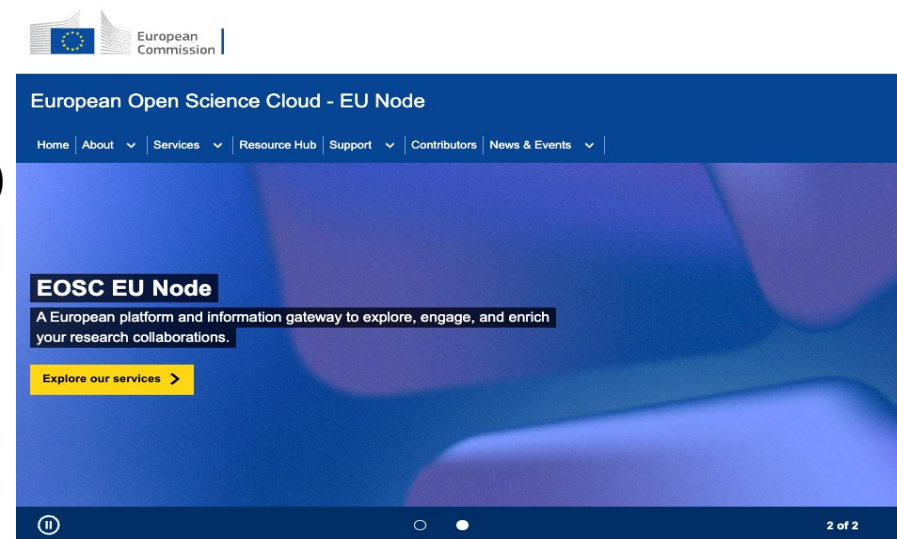 European
Commission
European Open Science Cloud - EU Node
Home About Services Resource Hub Support Contributors News & Events
EOSC EU Node
A European platform and information gateway to explore, engage, and enrich
your research collaborations.
Explore our services
2 of 2